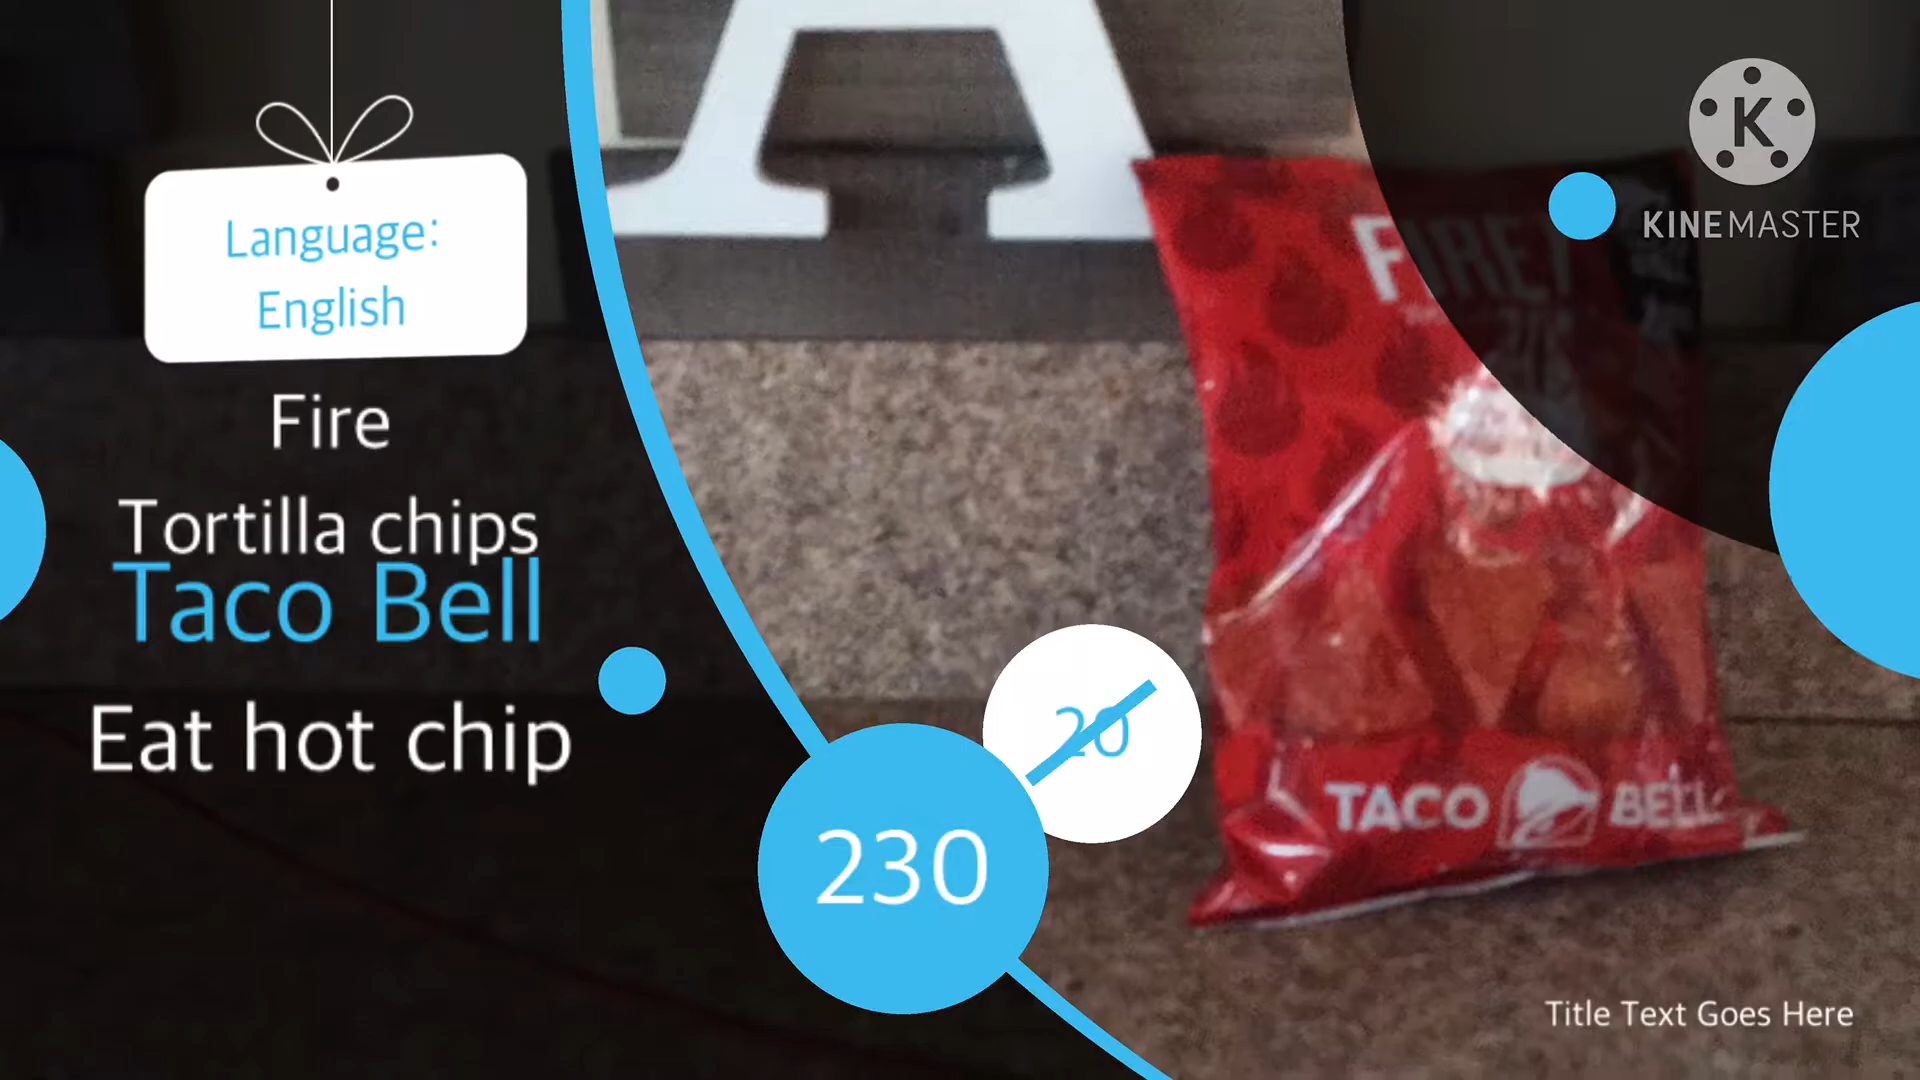 Language:
English
Fire
Tortilla chips
Taco Bell
Eat hot chip
20
230
A
FIRE!
TACO BELL
K
KINEMASTER
Title Text Goes Here